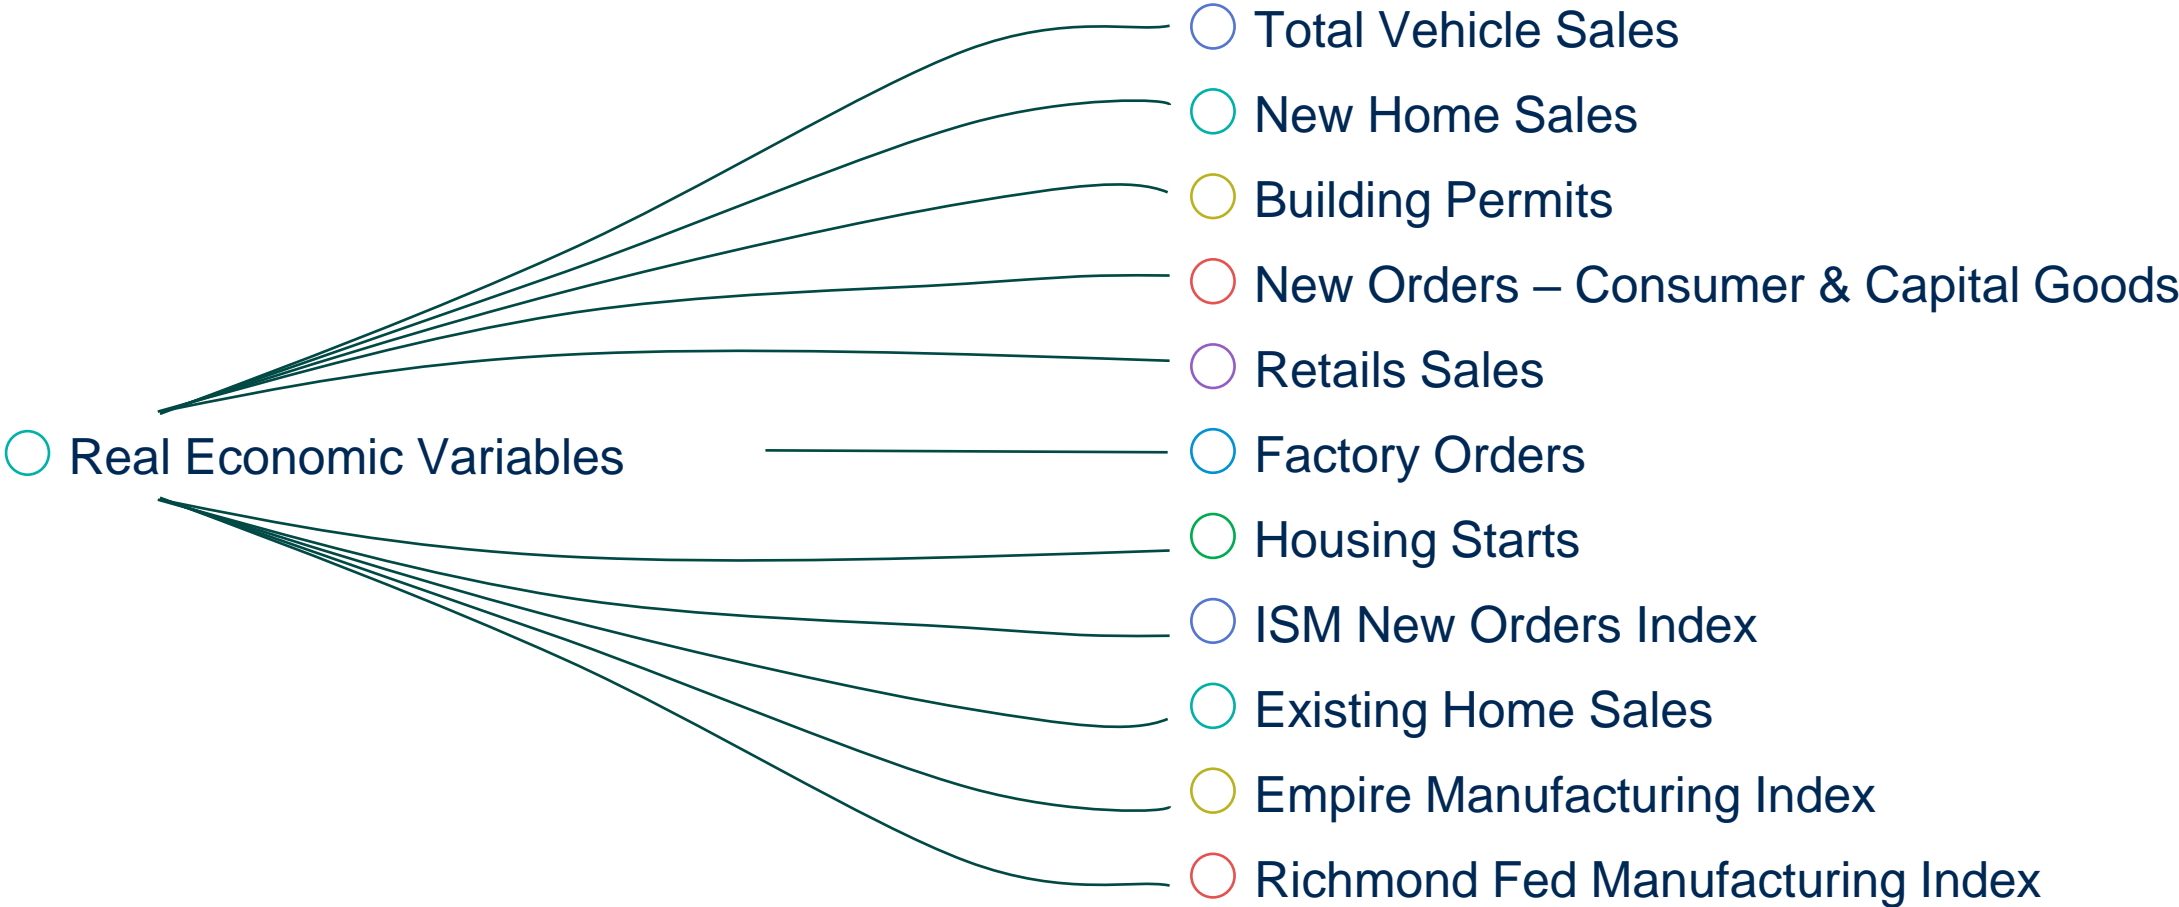 Total Vehicle Sales
New Home Sales
Building Permits
New Orders – Consumer & Capital Goods
Retails Sales
Real Economic Variables
Factory Orders
Housing Starts
ISM New Orders Index
Existing Home Sales
Empire Manufacturing Index
Richmond Fed Manufacturing Index